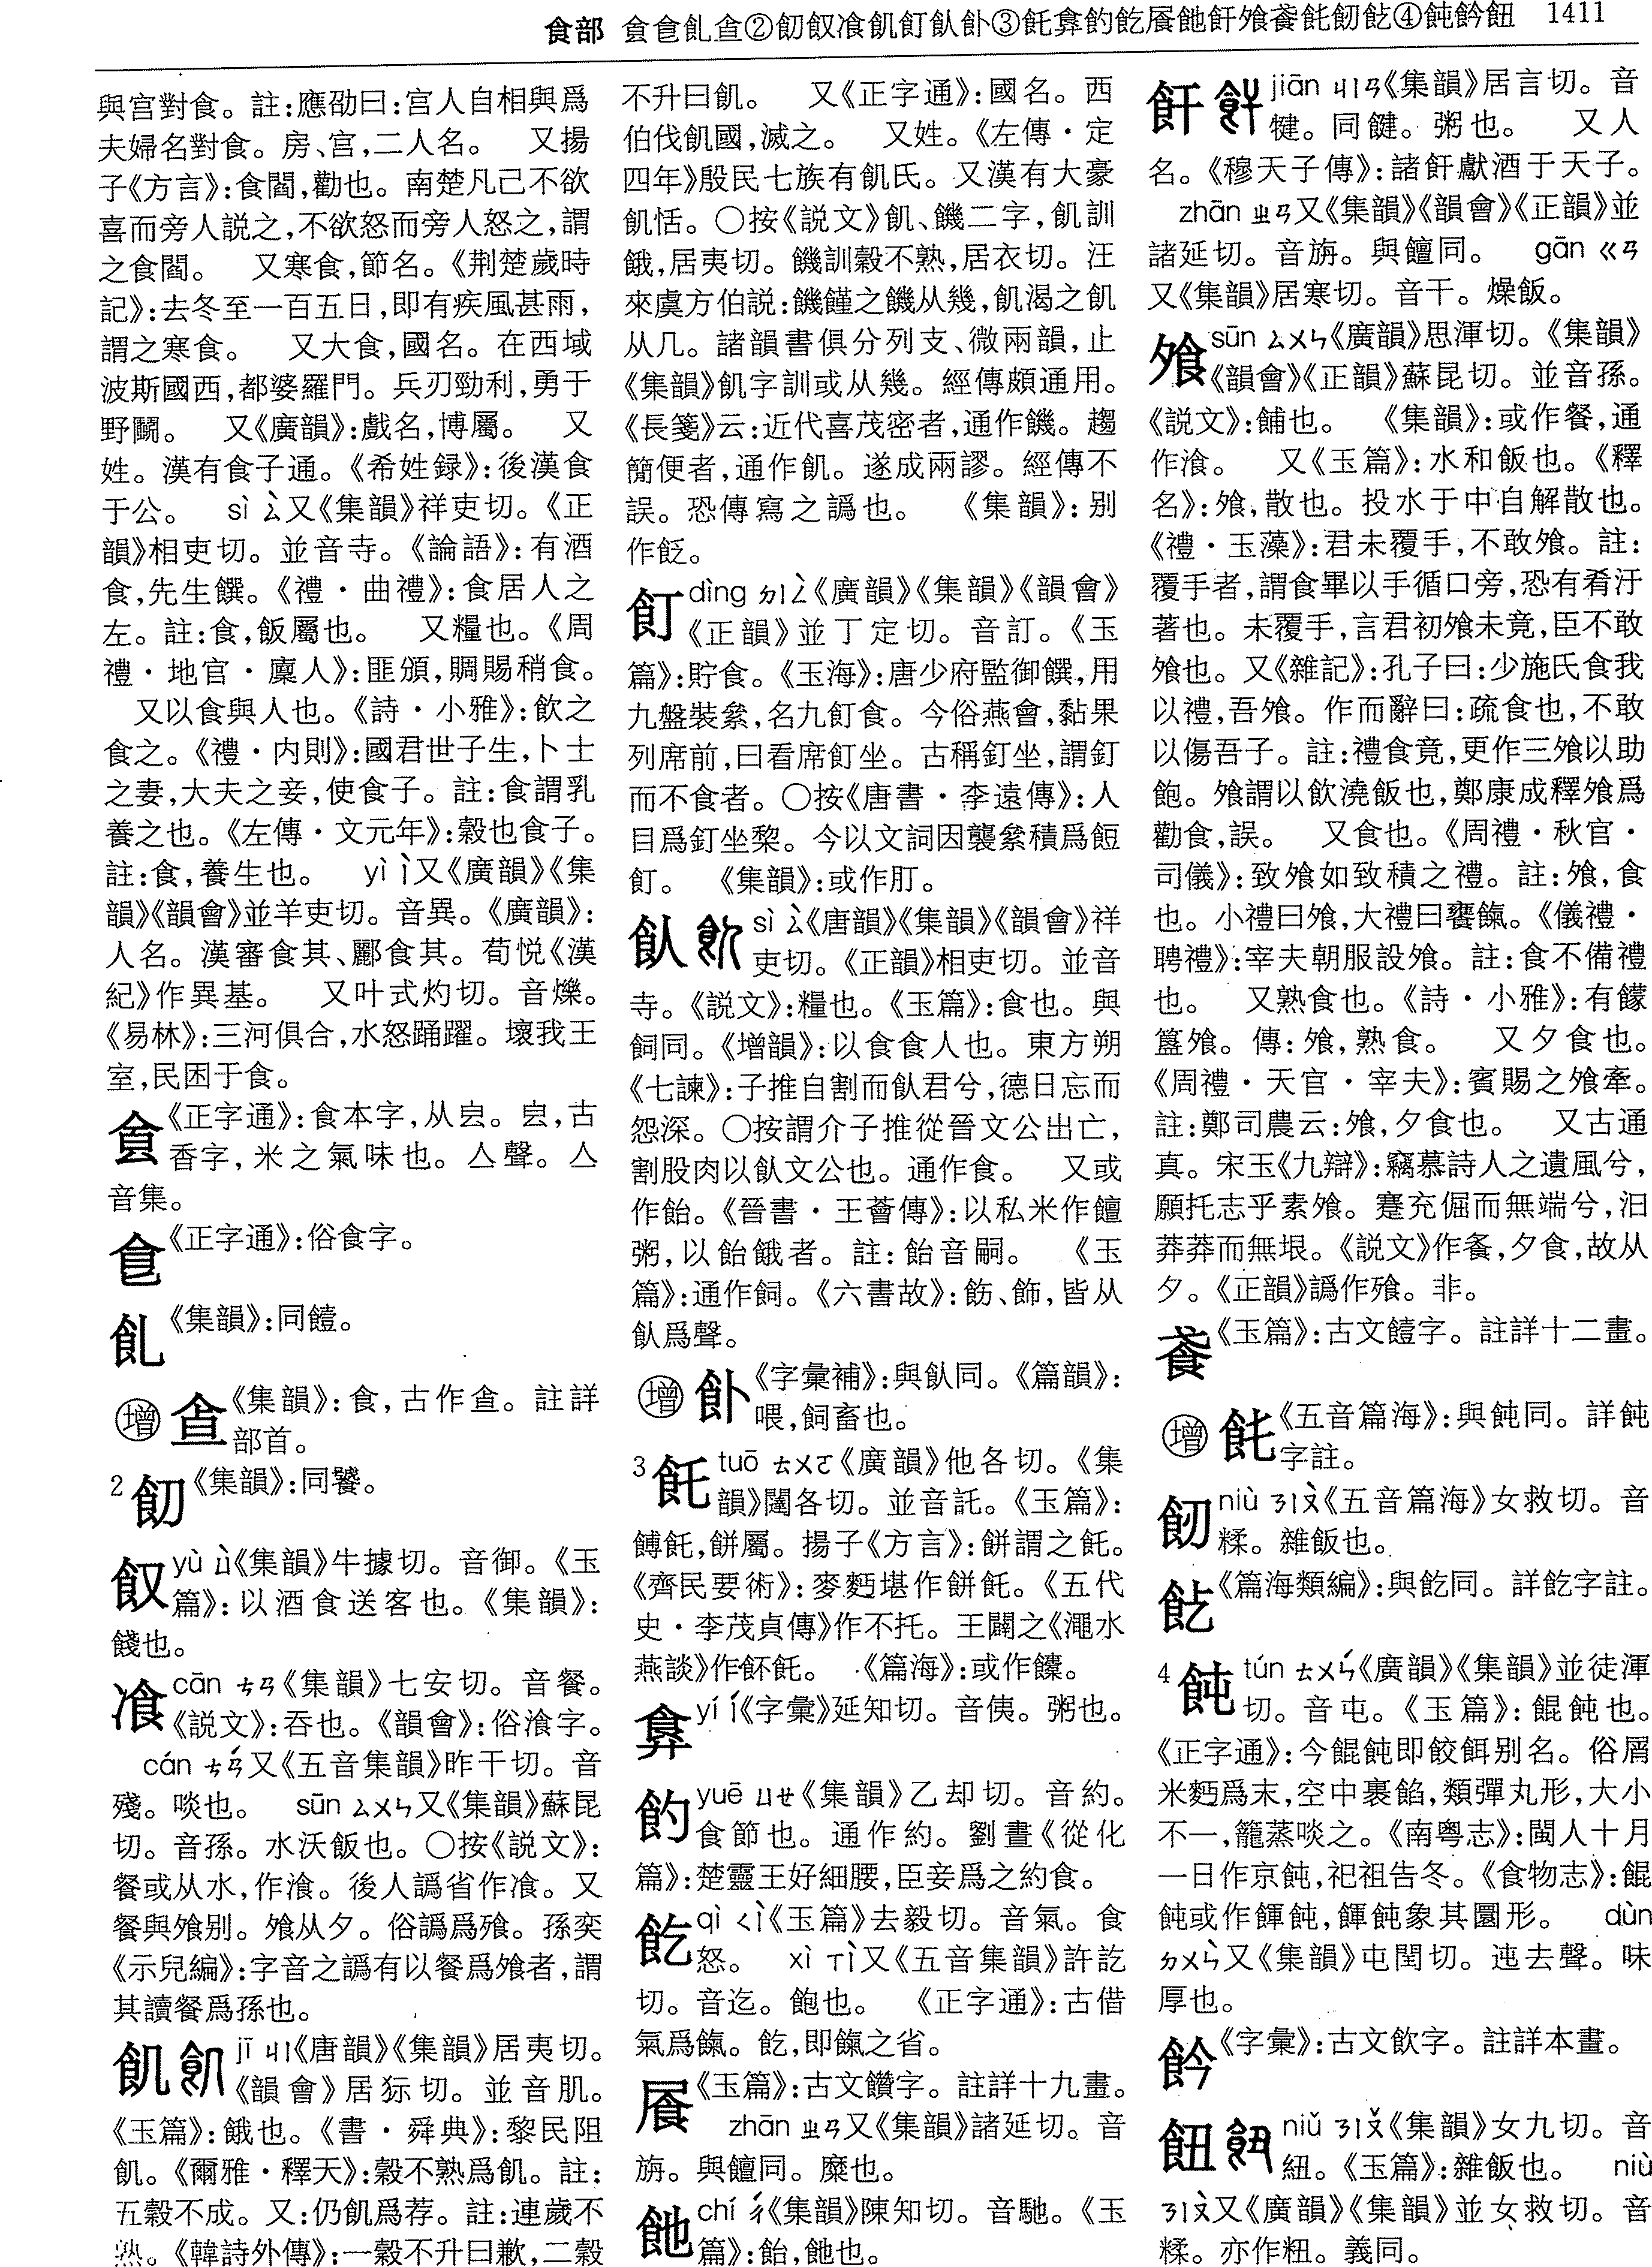 食部 𠊊𠋑飢𩚀②飣䬣飡飢飣飤𩚃③飥𩚬𩚏飩𩚵䬁飦飧𩚳𩚓𩚖𩚕④飩䬤飷 1411
與宫對食。註:應劭曰:宫人自相與爲
夫婦名對食。房、宫,二人名。 又揚
子《方言》:食閻,勸也。南楚凡己不欲
喜而旁人説之,不欲怒而旁人怒之,謂
之食閻。 又寒食,節名。《荆楚歲時
記》:去冬至一百五日,即有疾風甚雨,
謂之寒食。 又大食,國名。在西域
波斯國西,都婆羅門。兵刃勁利,勇于
野鬭。 又《廣韻》:戲名,博屬。 又
姓。漢有食子通。《希姓録》:後漢食
于公。 sì ㄙˋ又《集韻》祥吏切。《正
韻》相吏切。並音寺。《論語》:有酒
食,先生饌。《禮·曲禮》:食居人之
左。註:食,飯屬也。 又糧也。《周
禮·地官·廩人》:匪頒,賙賜稍食。
又以食與人也。《詩·小雅》:飲之
食之。《禮·内則》:國君世子生,卜士
之妻,大夫之妾,使食子。註:食謂乳
養之也。《左傳·文元年》:穀也食子。
註:食,養生也。 yì ㄧˋ又《廣韻》《集
韻》《韻會》並羊吏切。音異。《廣韻》:
人名。漢審食其、酈食其。荀悦《漢
紀》作異基。 又叶式灼切。音爍。
《易林》:三河俱合,水怒踊躍。壞我王
室,民困于食。
《正字通》:食本字,从皀。皀,古
香字,米之氣味也。亼聲。亼
音集。
《正字通》:俗食字。
《集韻》:同饐。
增 《集韻》:食,古作𩚀。註詳
部首。
2 《集韻》:同饕。
䬣 yù ㄩˋ《集韻》牛據切。音御。《玉
篇》:以酒食送客也。《集韻》:
餞也。
飡 cān ㄘㄢ《集韻》七安切。音餐。
《説文》:吞也。《韻會》:俗湌字。
cán ㄘㄢˊ又《五音集韻》昨干切。音
殘。啖也。 sūn ㄙㄨㄣ又《集韻》蘇昆
切。音孫。水沃飯也。○按《説文》:
餐或从水,作湌。後人譌省作飡。又
餐與飧别。飧从夕。俗譌爲飱。孫奕
《示兒編》:字音之譌有以餐爲飧者,謂
其讀餐爲孫也。
飢 jī ㄐㄧ《唐韻》《集韻》居夷切。
《韻會》居狋切。並音肌。
《玉篇》:餓也。《書·舜典》:黎民阻
飢。《爾雅·釋天》:穀不熟爲飢。註:
五穀不成。又:仍飢爲荐。註:連歲不
熟。《韓詩外傳》:一穀不升曰歉,二穀
不升曰飢。 又《正字通》:國名。西
伯伐飢國,滅之。 又姓。《左傳·定
四年》殷民七族有飢氏。又漢有大豪
飢恬。○按《説文》飢、饑二字,飢訓
餓,居夷切。饑訓穀不熟,居衣切。汪
來虞方伯説:饑饉之饑从幾,飢渴之飢
从几。諸韻書俱分列支、微兩韻,止
《集韻》飢字訓或从幾。經傳頗通用。
《長箋》云:近代喜茂密者,通作饑。趨
簡便者,通作飢。遂成兩謬。經傳不
誤。恐傳寫之譌也。 《集韻》:别
作𩚮。
飣 dìng ㄉㄧㄥˋ《廣韻》《集韻》《韻會》
《正韻》並丁定切。音訂。《玉
篇》:貯食。《玉海》:唐少府監御饌,用
九盤裝絫,名九飣食。今俗燕會,黏果
列席前,曰看席飣坐。古稱飣坐,謂飣
而不食者。○按《唐書·李遠傳》:人
目爲飣坐棃。今以文詞因襲絫積爲餖
飣。 《集韻》:或作𦘭。
飤 sì ㄙˋ《唐韻》《集韻》《韻會》祥
吏切。《正韻》相吏切。並音
寺。《説文》:糧也。《玉篇》:食也。與
飼同。《增韻》:以食食人也。東方朔
《七諫》:子推自割而飤君兮,德日忘而
怨深。○按謂介子推從晉文公出亡,
割股肉以飤文公也。通作食。 又或
作飴。《晉書·王薈傳》:以私米作饘
粥,以飴餓者。註:飴音嗣。 《玉
篇》:通作飼。《六書故》:飭、飾,皆从
飤爲聲。
增 《字彙補》:與飤同。《篇韻》:
喂,飼畜也。
3 飥 tuō ㄊㄨㄛ《廣韻》他各切。《集
韻》闥各切。並音託。《玉篇》:
餺飥,餅屬。揚子《方言》:餅謂之飥。
《齊民要術》:麥麪堪作餅飥。《五代
史·李茂貞傳》作不托。王闢之《澠水
燕談》作䬩飥。 《篇海》:或作饛。
yí ㄧˊ《字彙》延知切。音侇。粥也。
yuē ㄩㄝ《集韻》乙却切。音約。
食節也。通作約。劉晝《從化
篇》:楚靈王好細腰,臣妾爲之約食。
飷 qì ㄑㄧˋ《玉篇》去毅切。音氣。食
怒。 xì ㄒㄧˋ又《五音集韻》許訖
切。音迄。飽也。 《正字通》:古借
氣爲餼。飻,即餼之省。
《玉篇》:古文饡字。註詳十九畫。
zhān ㄓㄢ又《集韻》諸延切。音
旃。與饘同。糜也。
chí ㄔˊ《集韻》陳知切。音馳。《玉
篇》:飴,䬁也。
飦 jiān ㄐㄧㄢ《集韻》居言切。音
犍。同鍵。粥也。 又人
名。《穆天子傳》:諸飦獻酒于天子。
zhān ㄓㄢ又《集韻》《韻會》《正韻》並
諸延切。音旃。與饘同。 gān ㄍㄢ
又《集韻》居寒切。音干。燥飯。
飧 sūn ㄙㄨㄣ《廣韻》思渾切。《集韻》
《韻會》《正韻》蘇昆切。並音孫。
《説文》:餔也。 《集韻》:或作餐,通
作湌。 又《玉篇》:水和飯也。《釋
名》:飧,散也。投水于中自解散也。
《禮·玉藻》:君未覆手,不敢飧。註:
覆手者,謂食畢以手循口旁,恐有肴汙
著也。未覆手,言君初飧未竟,臣不敢
飧也。又《雜記》:孔子曰:少施氏食我
以禮,吾飧。作而辭曰:疏食也,不敢
以傷吾子。註:禮食竟,更作三飧以助
飽。飧謂以飲澆飯也,鄭康成釋飧爲
勸食,誤。 又食也。《周禮·秋官·
司儀》:致飧如致積之禮。註:飧,食
也。小禮曰飧,大禮曰饔餼。《儀禮·
聘禮》:宰夫朝服設飧。註:食不備禮
也。 又熟食也。《詩·小雅》:有饛
簋飧。傳:飧,熟食。 又夕食也。
《周禮·天官·宰夫》:賓賜之飧牽。
註:鄭司農云:飧,夕食也。 又古通
真。宋玉《九辯》:竊慕詩人之遺風兮,
願托志乎素飧。蹇充倔而無端兮,汩
莽莽而無垠。《説文》作飧,夕食,故从
夕。《正韻》譌作飱。非。
《玉篇》:古文饐字。註詳十二畫。
增 《五音篇海》:與飩同。詳飩
字註。
niù ㄋㄧㄡˋ《五音篇海》女救切。音
糅。雜飯也。
《篇海類編》:與飻同。詳飻字註。
4 飩 tún ㄊㄨㄣˊ《廣韻》《集韻》並徒渾
切。音屯。《玉篇》:餛飩也。
《正字通》:今餛飩即餃餌别名。俗屑
米麪爲末,空中裹餡,類彈丸形,大小
不一,籠蒸啖之。《南粤志》:閩人十月
一日作京飩,祀祖告冬。《食物志》:餛
飩或作餫飩,餫飩象其圜形。 dùn
ㄉㄨㄣˋ又《集韻》屯閏切。迍去聲。味
厚也。
《字彙》:古文飲字。註詳本畫。
niǔ ㄋㄧㄡˇ《集韻》女九切。音
紐。《玉篇》:雜飯也。 niù
ㄋㄧㄡˋ又《廣韻》《集韻》並女救切。音
糅。亦作粈。義同。